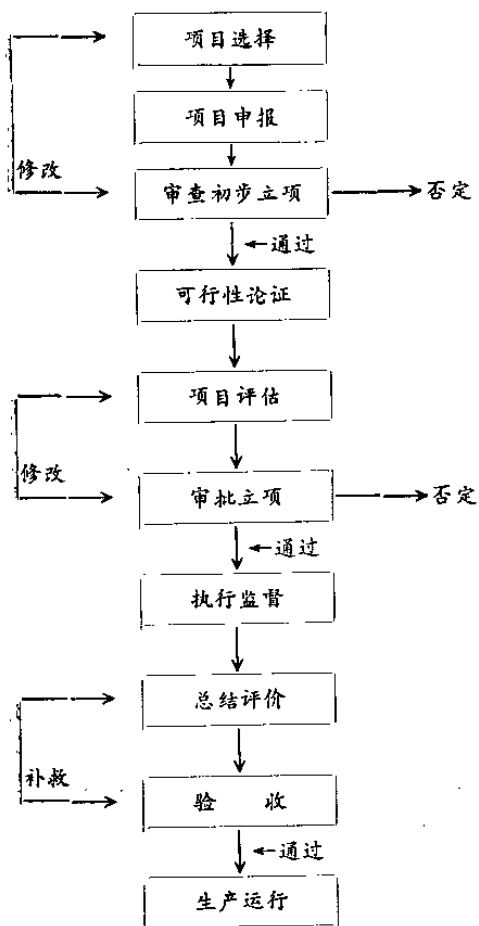 项目选择
项目申报
修改
审查初步立项
否定
通过
可行性论证
项目评估
修改
审批立项
否定
通过
执行监督
总结评价
补救
验 收
通过
生产运行